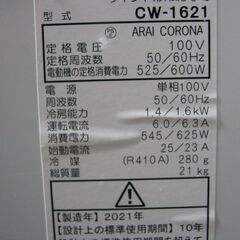 型式 CW-1621
ARAI CORONA
定格電圧 100V
定格周波数 50/60Hz
電動機の定格消費電力 525/600W
電源 単相100V
周波数 50/60Hz
冷房能力 1.4/1.6kW
運転電流 6.0/6.3A
消費電力 545/625W
始動電流 25/23A
冷媒 (R410A) 280g
総質量 21kg
【製造年】2021年
【設計上の標準使用期間】10年